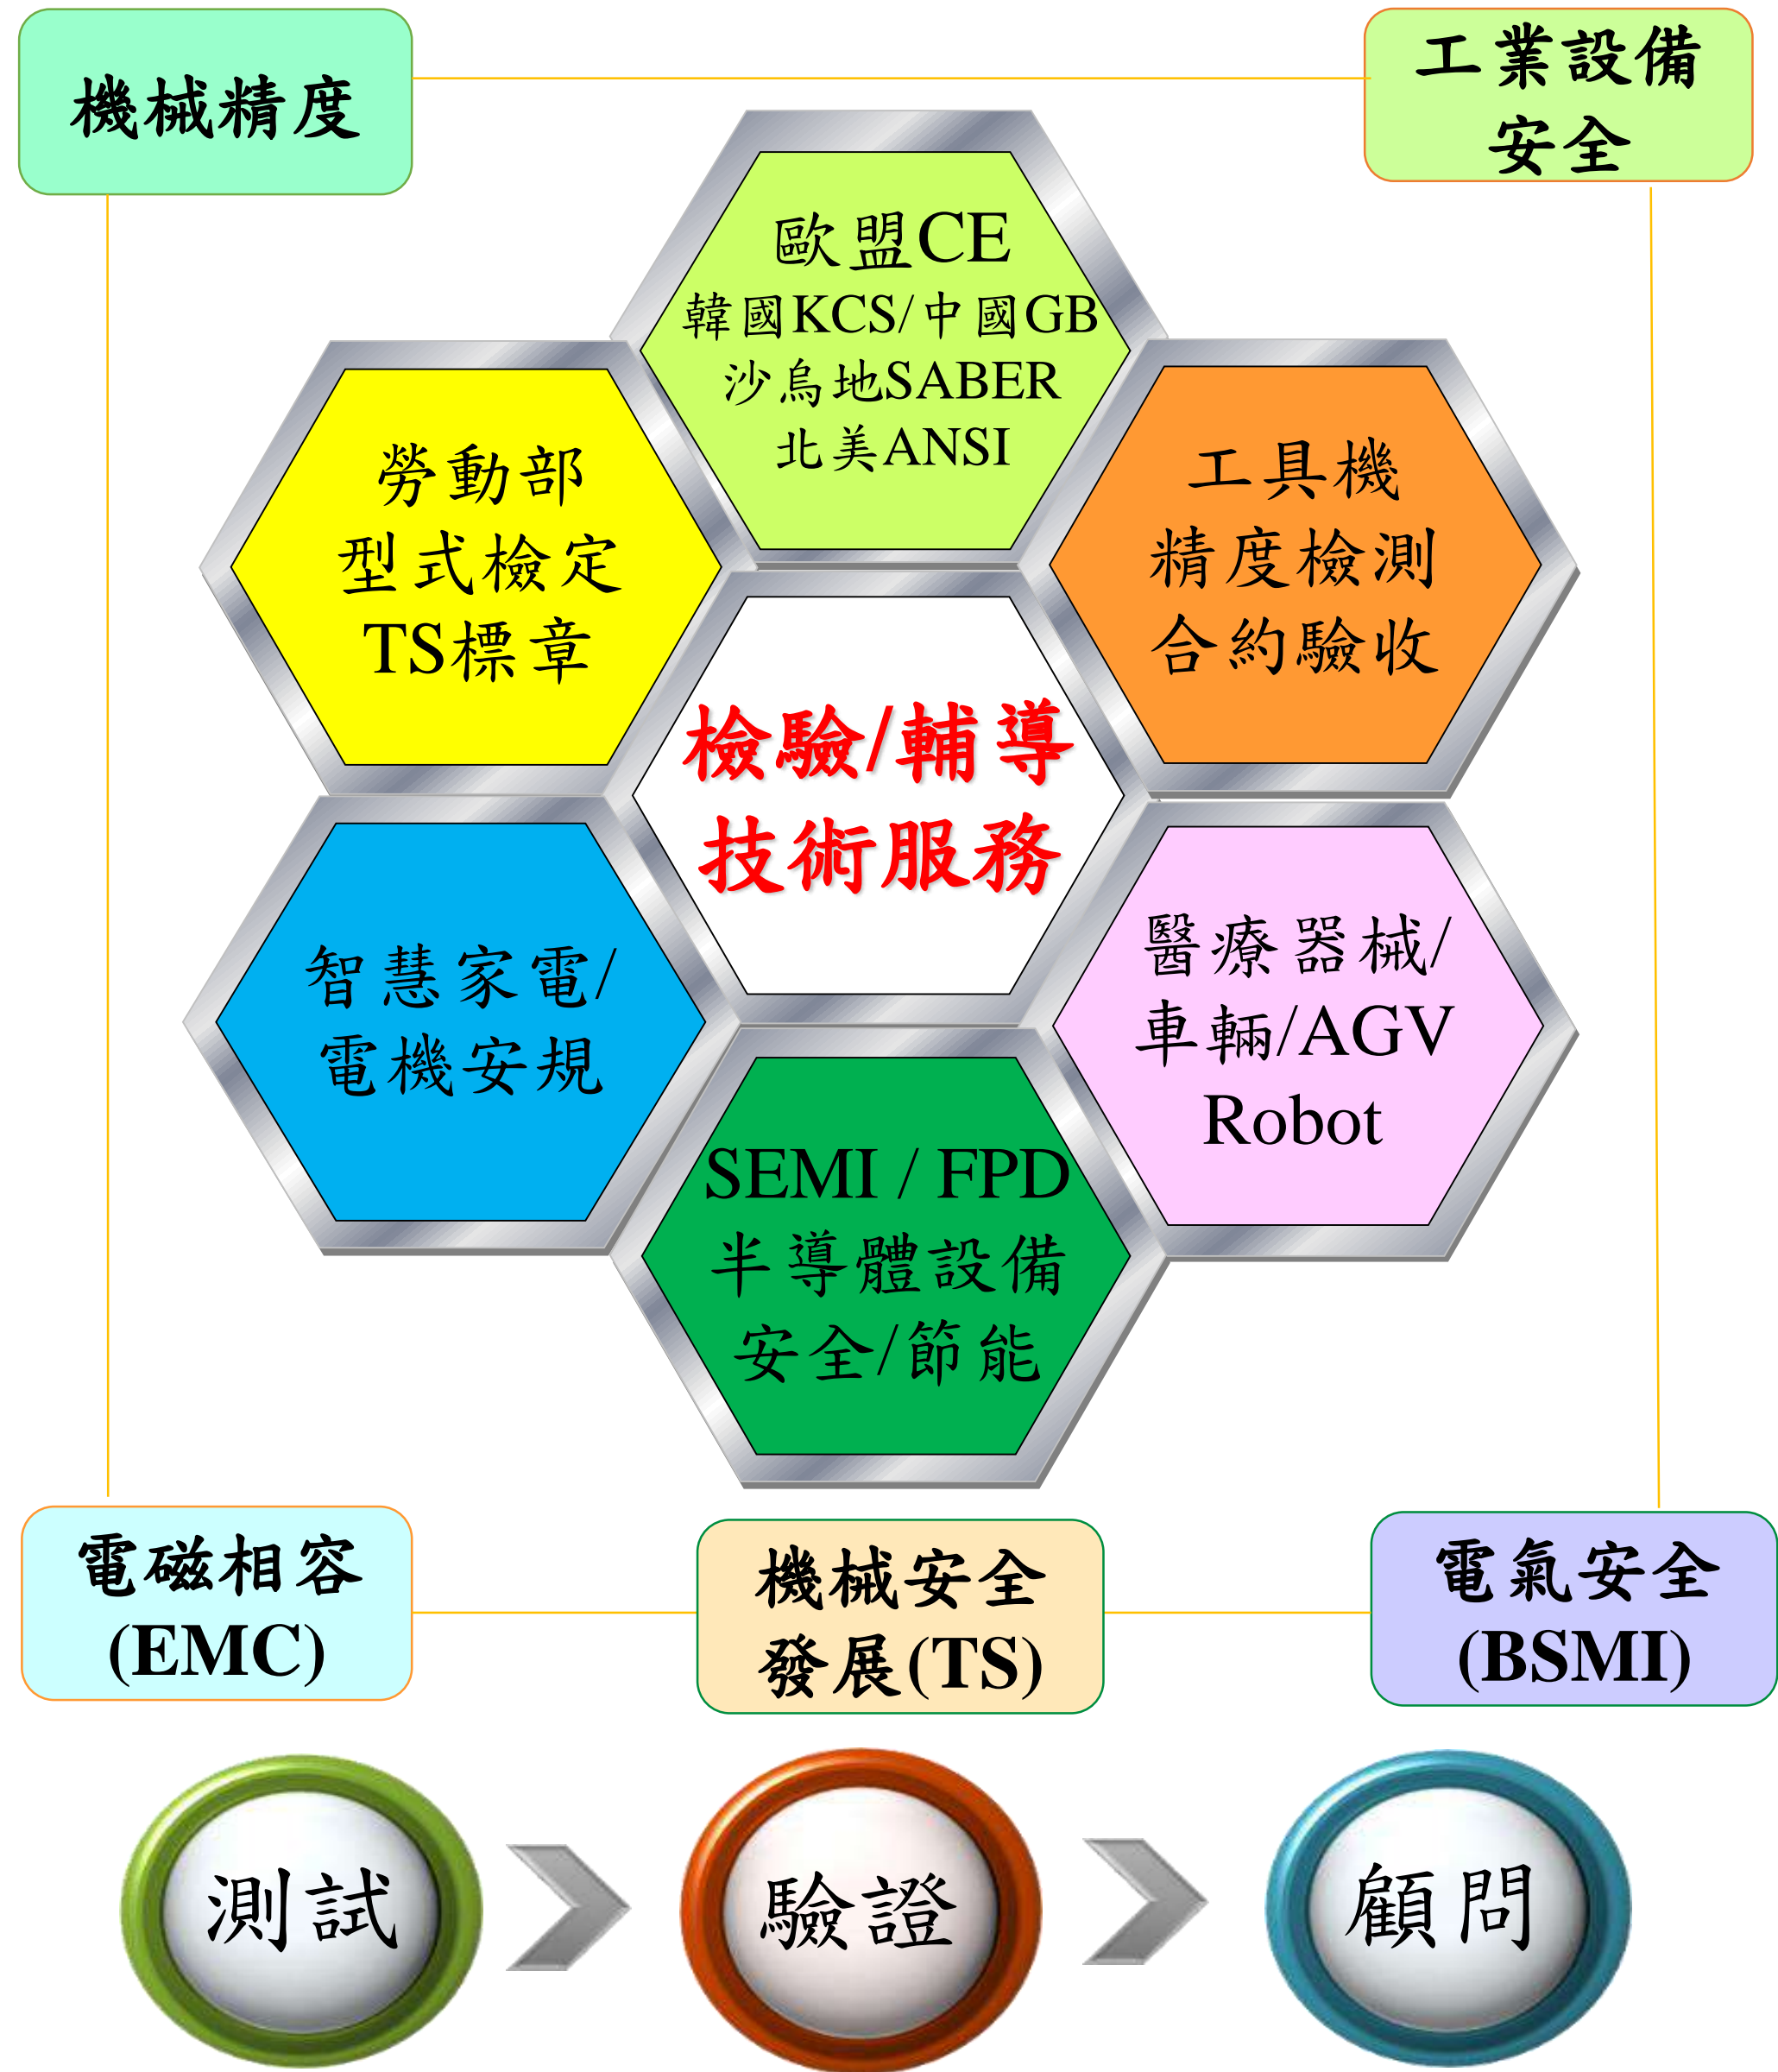 機械精度
工業設備
安全
歐盟CE
韓國KCS/中國GB
沙烏地SABER
北美ANSI
勞動部
型式檢定
TS標章
工具機
精度檢測
合約驗收
檢驗/輔導
技術服務
智慧家電/
電機安規
醫療器械/
車輛/AGV
Robot
SEMI / FPD
半導體設備
安全/節能
電磁相容
(EMC)
機械安全
發展(TS)
電氣安全
(BSMI)
測試
驗證
顧問